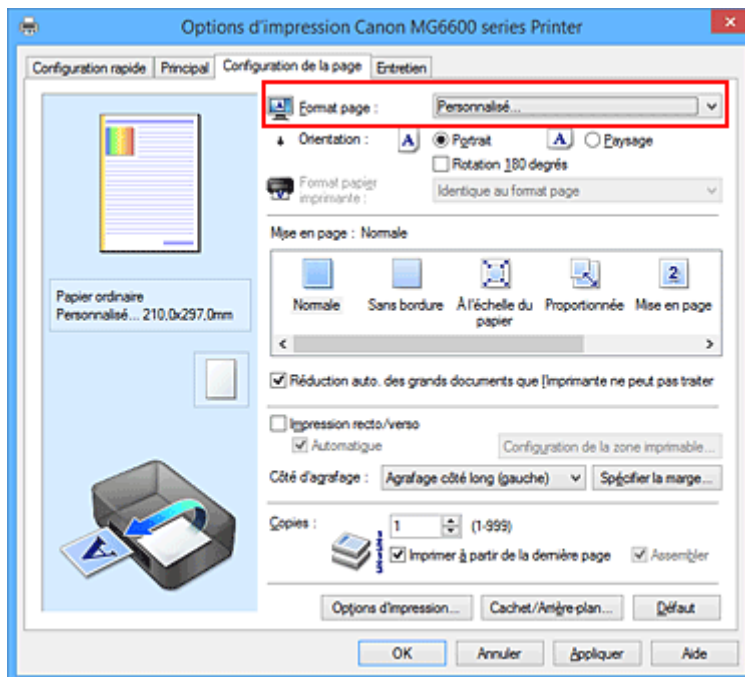 Options d'impression Canon MG6600 series Printer
Configuration rapide Principal Configuration de la page Entretien
Format page : Personnalisé...
Orientation : A Portrait A Paysage
Rotation 180 degrés
Format papier imprimante : Identique au format page
Mise en page : Normale
Normale Sans bordure À l'échelle du papier Proportionnée Mise en page
Papier ordinaire
Personnalisé... 210,0x297,0mm
Réduction auto. des grands documents que l'imprimante ne peut pas traiter
Impression recto/verso
Automatique Configuration de la zone imprimable...
Côté d'agrafage : Agrafage côté long (gauche) Spécifier la marge...
Copies : 1 (1-999)
Imprimer à partir de la dernière page Assembler
Options d'impression... Cachet/Arrière-plan... Défaut
OK Annuler Appliquer Aide